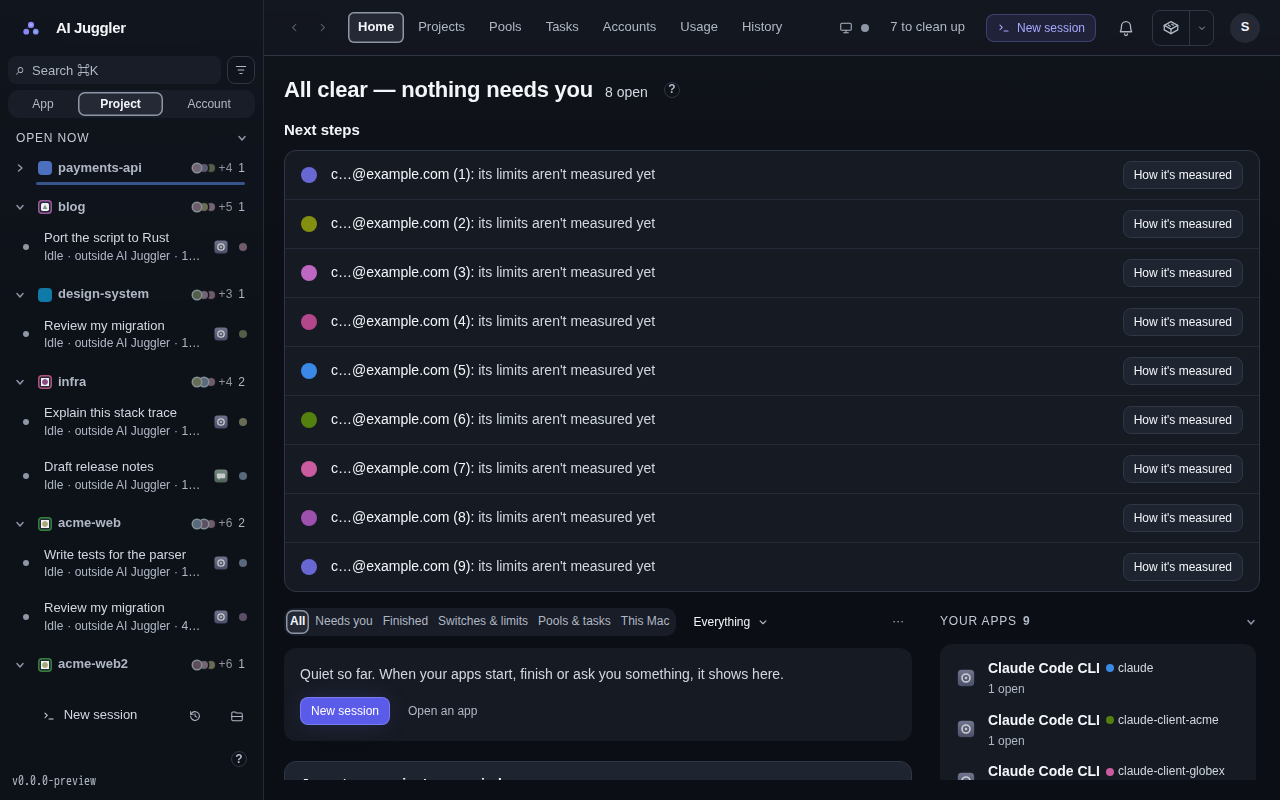 AI Juggler
Search ⌘K
App
Project
Account
OPEN NOW
payments-api +4 1
blog +5 1
Port the script to Rust
Idle · outside AI Juggler · 1…
design-system +3 1
Review my migration
Idle · outside AI Juggler · 1…
infra +4 2
Explain this stack trace
Idle · outside AI Juggler · 1…
Draft release notes
Idle · outside AI Juggler · 1…
acme-web +6 2
Write tests for the parser
Idle · outside AI Juggler · 1…
Review my migration
Idle · outside AI Juggler · 4…
acme-web2 +6 1
New session
?
v0.0.0-preview
Home
Projects
Pools
Tasks
Accounts
Usage
History
7 to clean up
New session
S
All clear — nothing needs you 8 open ?
Next steps
c…@example.com (1): its limits aren't measured yet How it's measured
c…@example.com (2): its limits aren't measured yet How it's measured
c…@example.com (3): its limits aren't measured yet How it's measured
c…@example.com (4): its limits aren't measured yet How it's measured
c…@example.com (5): its limits aren't measured yet How it's measured
c…@example.com (6): its limits aren't measured yet How it's measured
c…@example.com (7): its limits aren't measured yet How it's measured
c…@example.com (8): its limits aren't measured yet How it's measured
c…@example.com (9): its limits aren't measured yet How it's measured
All
Needs you
Finished
Switches & limits
Pools & tasks
This Mac
Everything
···
Quiet so far. When your apps start, finish or ask you something, it shows here.
New session
Open an app
YOUR APPS 9
Claude Code CLI claude
1 open
Claude Code CLI claude-client-acme
1 open
Claude Code CLI claude-client-globex